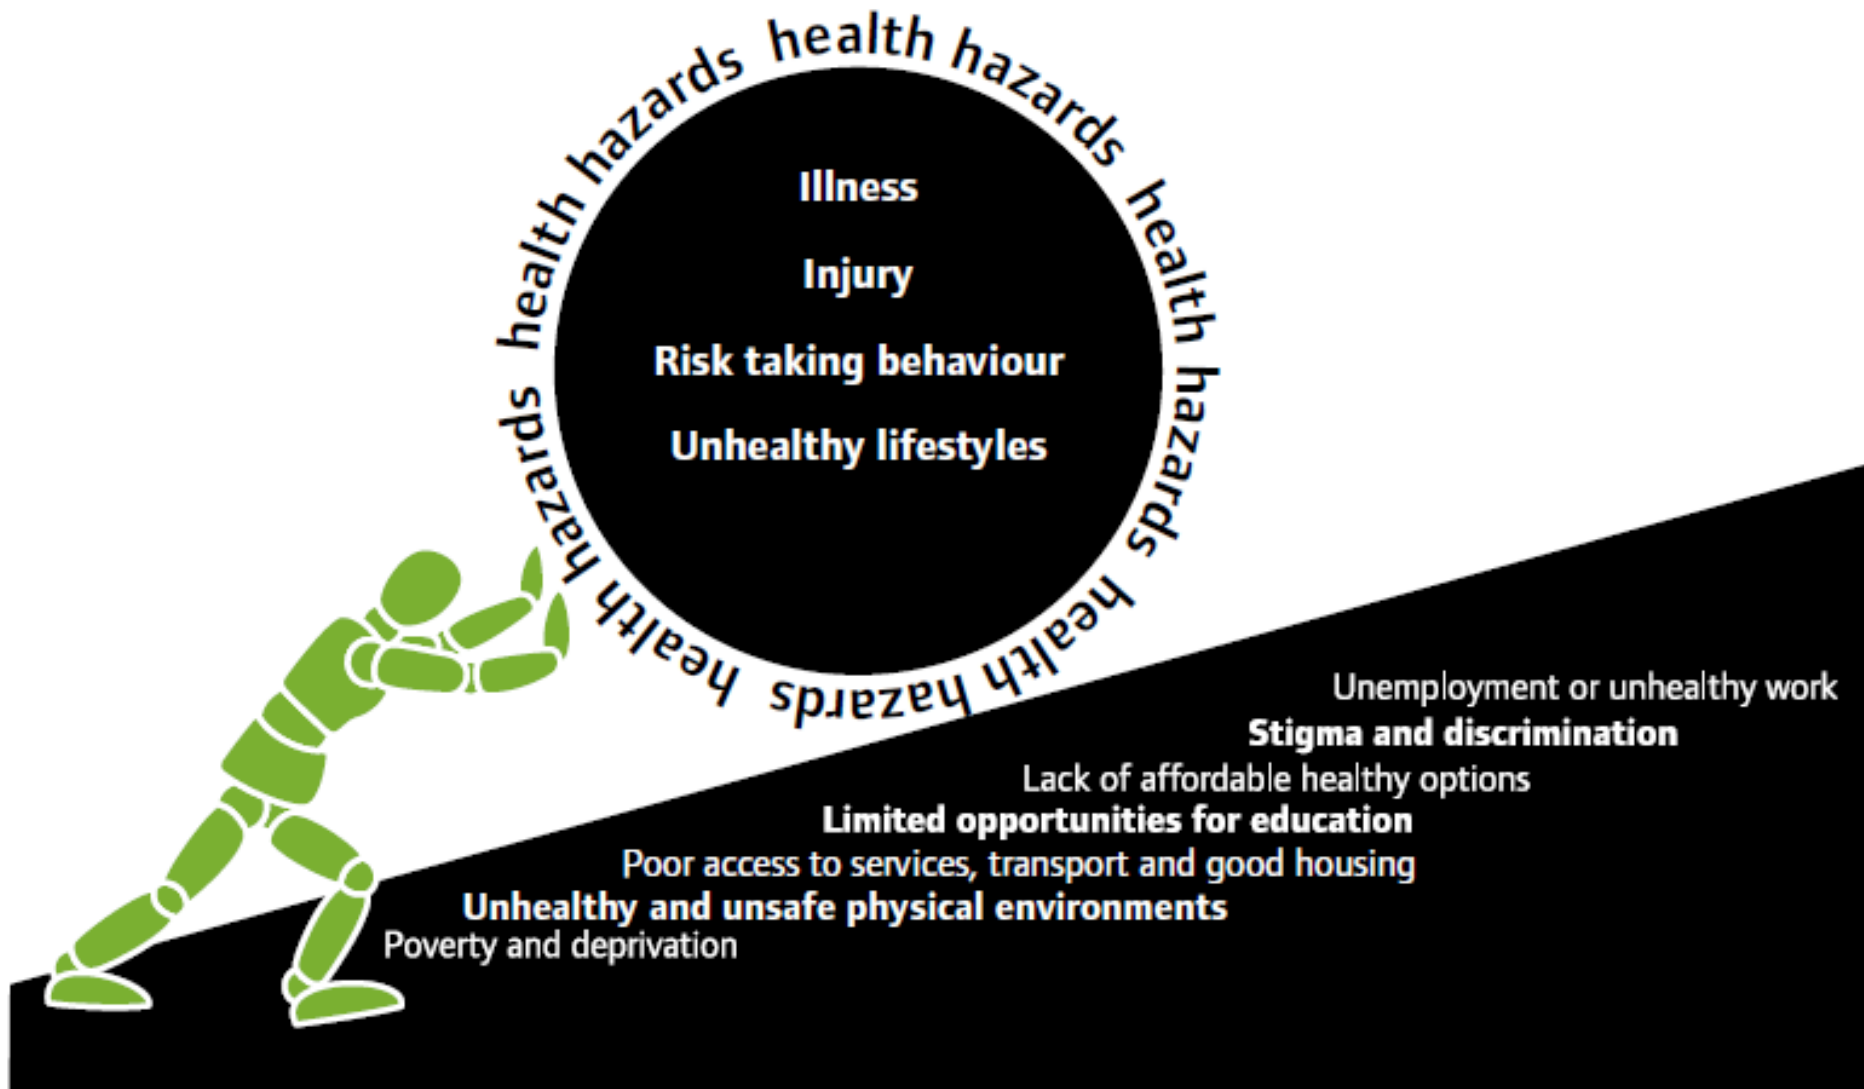 health hazards health hazards health hazards health hazards health hazards
Illness
Injury
Risk taking behaviour
Unhealthy lifestyles
Unemployment or unhealthy work
Stigma and discrimination
Lack of affordable healthy options
Limited opportunities for education
Poor access to services, transport and good housing
Unhealthy and unsafe physical environments
Poverty and deprivation